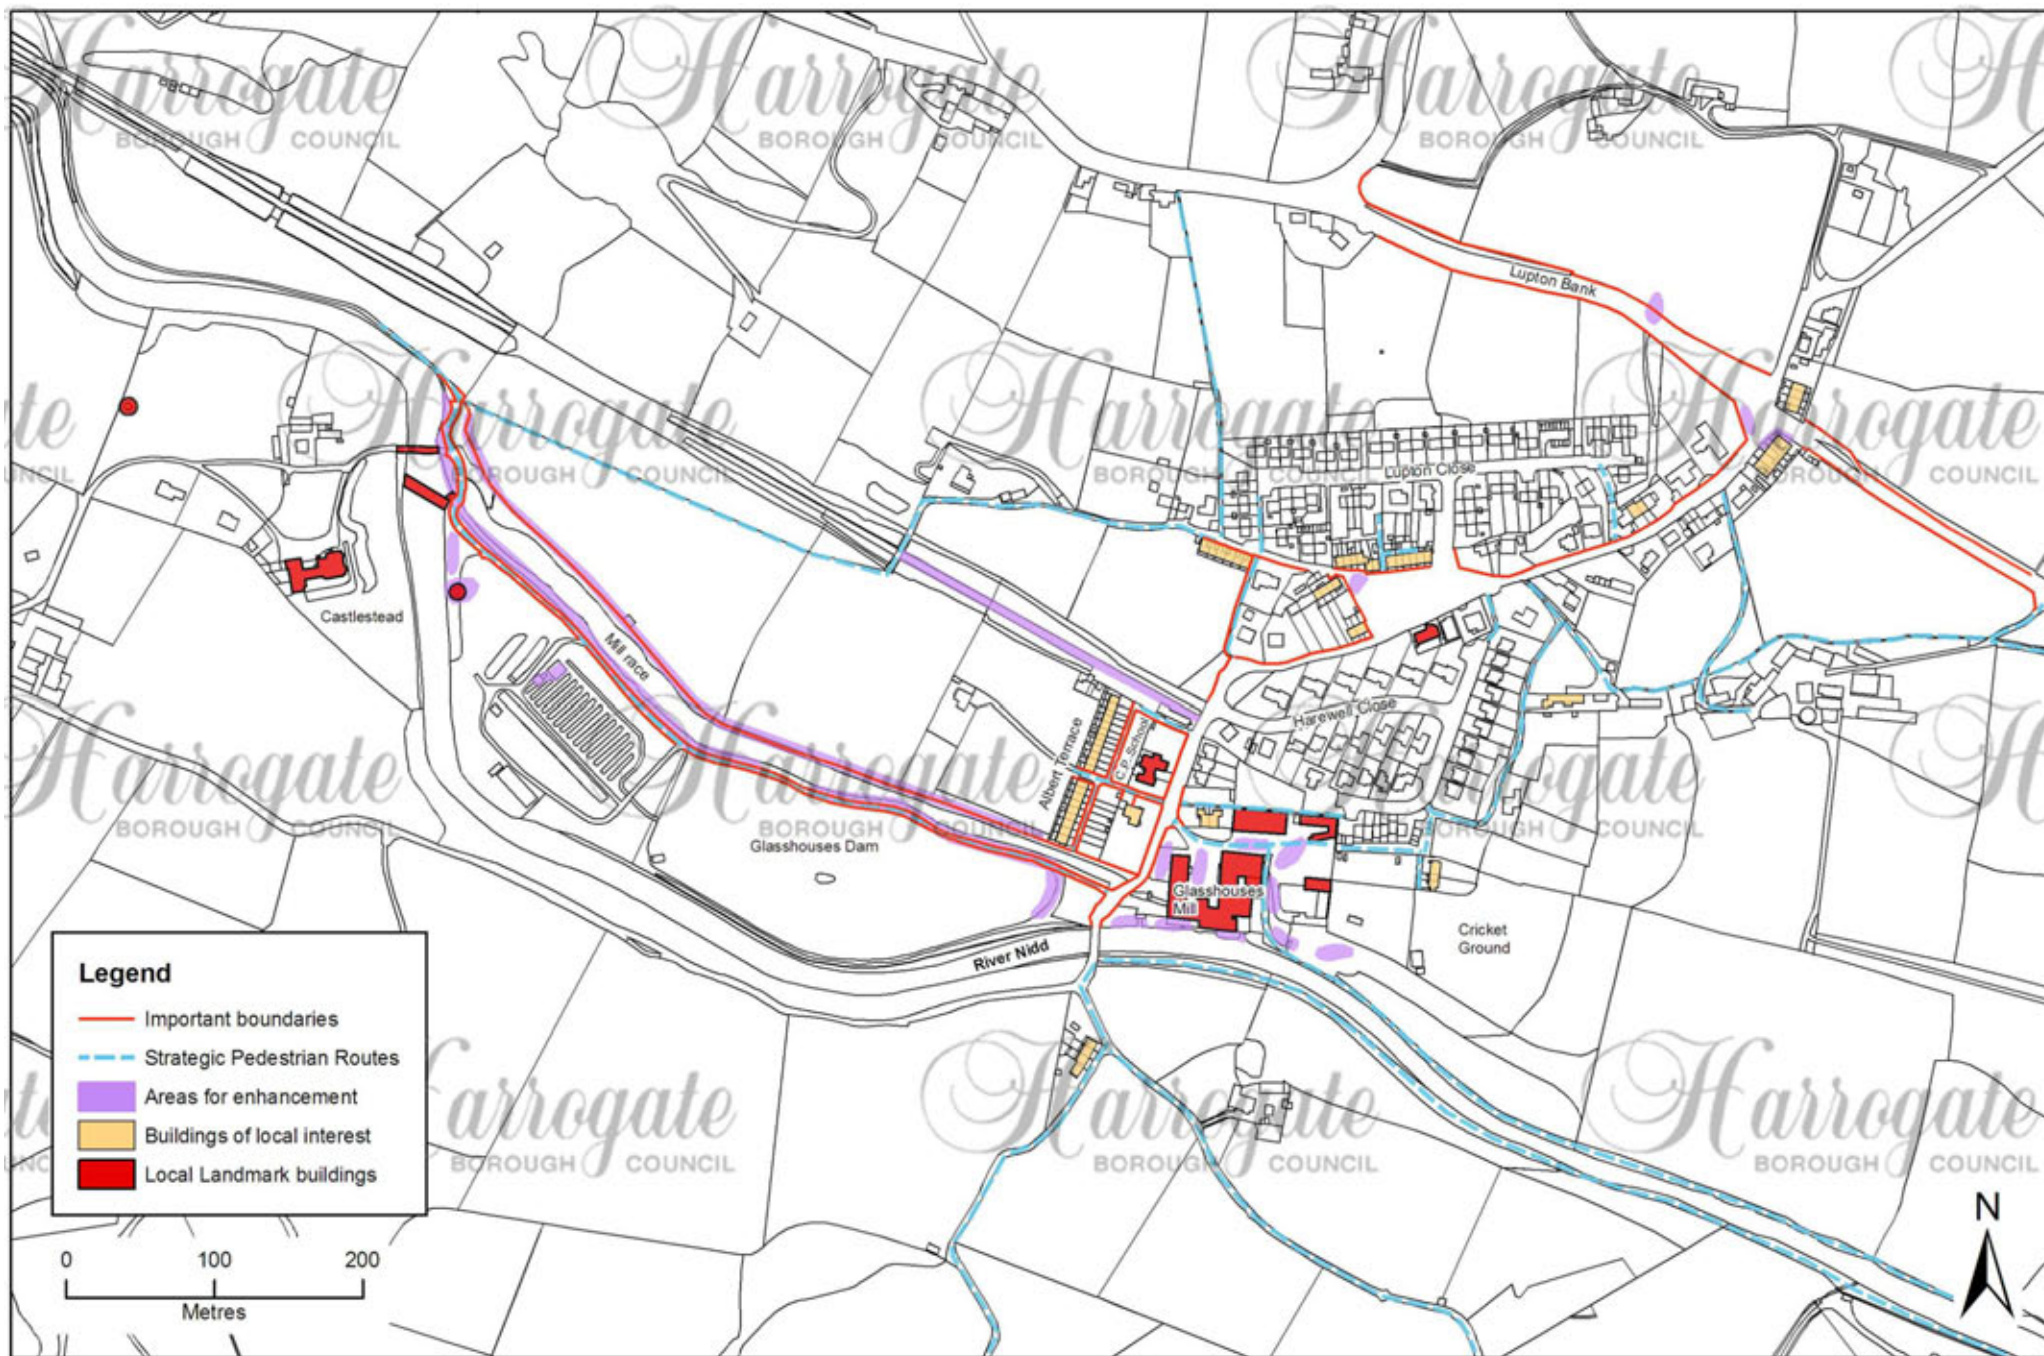 Harrogate
BOROUGH COUNCIL
Lupton Bank
Lupton Close
Castlestead
Mill race
Harewell Close
Albert Terrace
C.P. School
Glasshouses Dam
Glasshouses
Mill
Cricket
Ground
River Nidd
Legend
Important boundaries
Strategic Pedestrian Routes
Areas for enhancement
Buildings of local interest
Local Landmark buildings
0 100 200
Metres
N